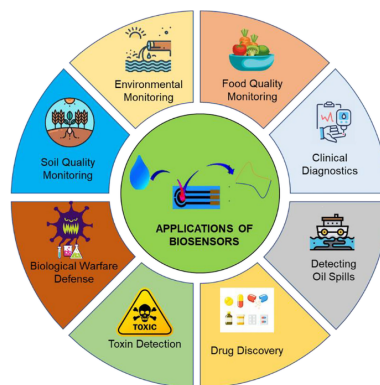 Environmental
Monitoring
Food Quality
Monitoring
Clinical
Diagnostics
Detecting
Oil Spills
Drug Discovery
TOXIC
Toxin Detection
Biological Warfare
Defense
Soil Quality
Monitoring
APPLICATIONS OF
BIOSENSORS